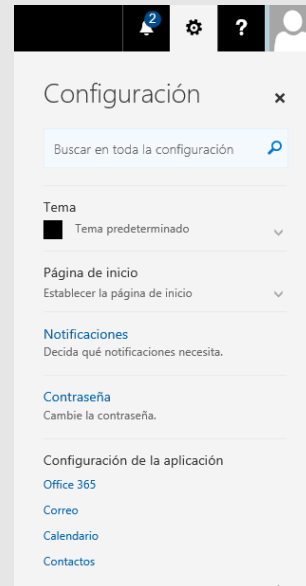 2
?
Configuración
×
Buscar en toda la configuración
Tema
Tema predeterminado
Página de inicio
Establecer la página de inicio
Notificaciones
Decida qué notificaciones necesita.
Contraseña
Cambie la contraseña.
Configuración de la aplicación
Office 365
Correo
Calendario
Contactos